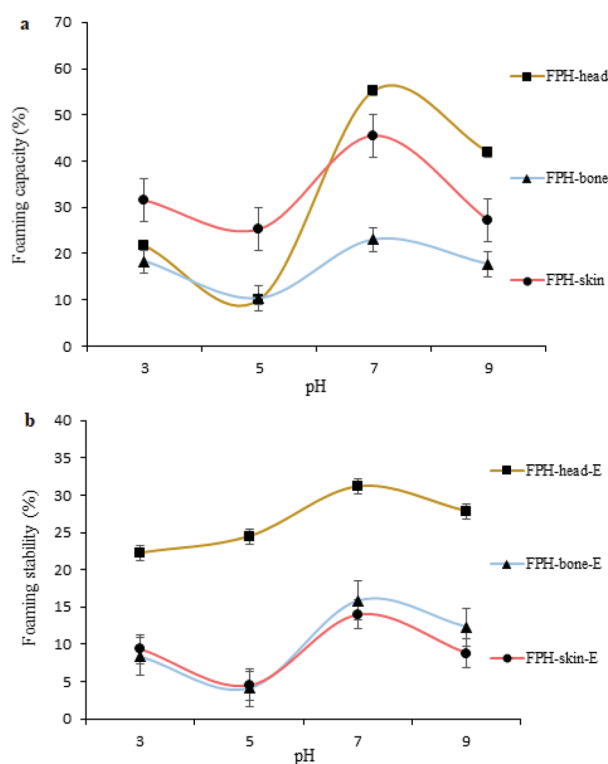 a
70
60
50
40
30
20
10
0
Foaming capacity (%)
3 5 7 9
pH
FPH-head
FPH-bone
FPH-skin
b
40
35
30
25
20
15
10
5
0
Foaming stability (%)
3 5 7 9
pH
FPH-head-E
FPH-bone-E
FPH-skin-E